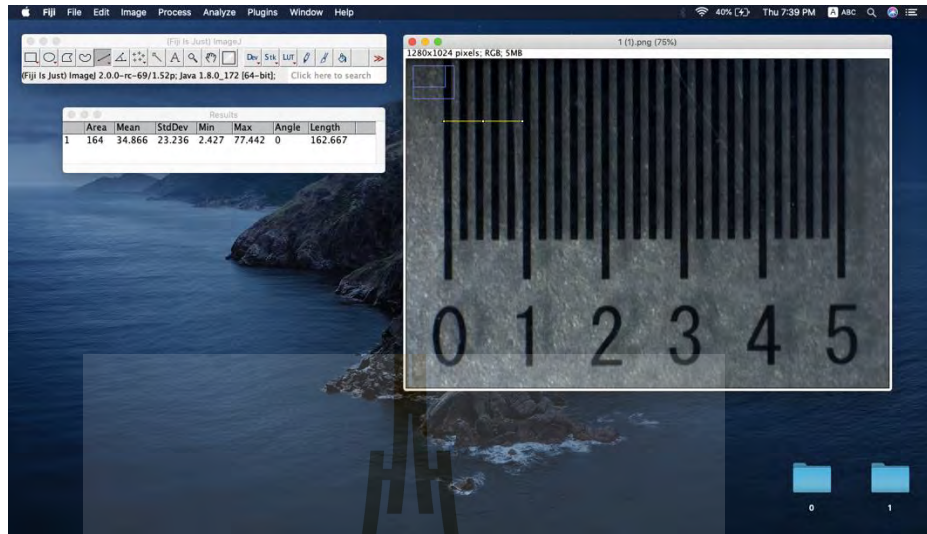 Fiji File Edit Image Process Analyze Plugins Window Help 40% Thu 7:39 PM A ABC
(Fiji Is Just) ImageJ
Dev Stk LUT
(Fiji Is Just) ImageJ 2.0.0-rc-69/1.52p; Java 1.8.0_172 [64-bit]; Click here to search
Results
Area Mean StdDev Min Max Angle Length
1 164 34.866 23.236 2.427 77.442 0 162.667
1 (1).png (75%)
1280x1024 pixels; RGB; 5MB
0 1 2 3 4 5
0 1